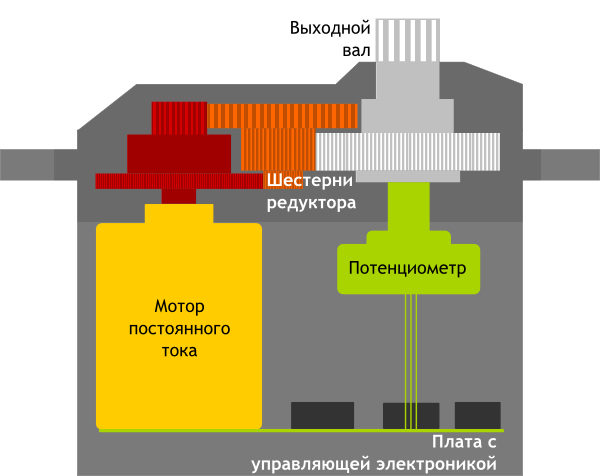 Выходной
вал
Шестерни
редуктора
Потенциометр
Мотор
постоянного
тока
Плата с
управляющей электроникой